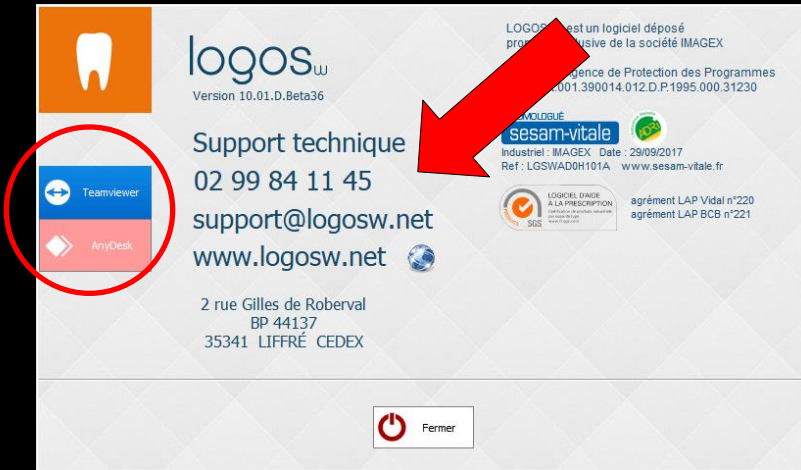 logosw
Version 10.01.D.Beta36
Support technique
02 99 84 11 45
support@logosw.net
www.logosw.net
2 rue Gilles de Roberval
BP 44137
35341 LIFFRÉ CEDEX
Teamviewer
AnyDesk
est un logiciel déposé
de la société IMAGEX
de Protection des Programmes
001.390014.012.D.P.1995.000.31230
sesam-vitale
Industriel : IMAGEX Date : 29/09/2017
Ref : LGSWAD0H101A www.sesam-vitale.fr
LOGICIEL D'AIDE
À LA PRESCRIPTION
SGS
agrément LAP Vidal n°220
agrément LAP BCB n°221
Fermer